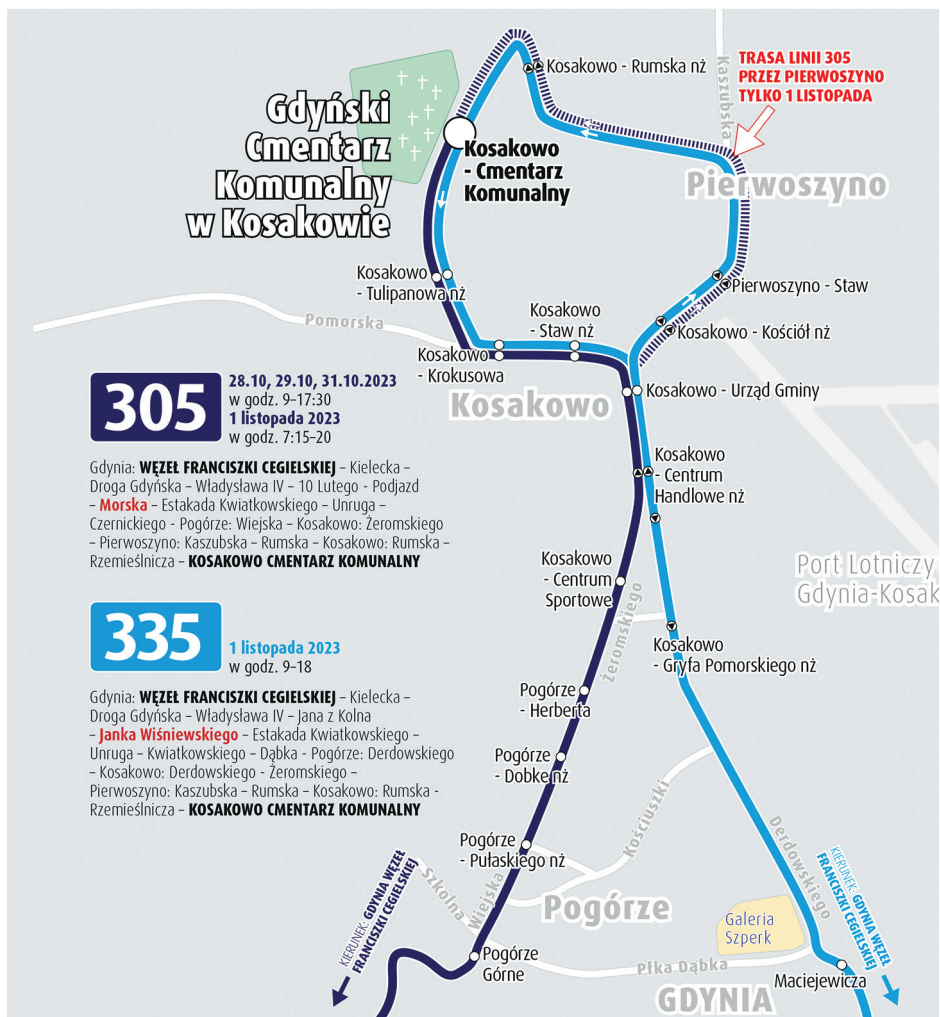 Kosakowo - Rumska nż
Kaszubska
TRASA LINII 305
PRZEZ PIERWOSZYNO
TYLKO 1 LISTOPADA
Gdyński
Cmentarz
Komunalny
w Kosakowie
Kosakowo
- Cmentarz
Komunalny
Pierwoszyno
Kosakowo
- Tulipanowa nż
Pierwoszyno - Staw
Pomorska
Kosakowo
- Staw nż
Kosakowo - Kościół nż
Kosakowo
- Krokusowa
Kosakowo
Kosakowo - Urząd Gminy
305
28.10, 29.10, 31.10.2023
w godz. 9–17:30
1 listopada 2023
w godz. 7:15–20
Gdynia: WĘZEŁ FRANCISZKI CEGIELSKIEJ – Kielecka –
Droga Gdyńska – Władysława IV – 10 Lutego - Podjazd
– Morska – Estakada Kwiatkowskiego – Unruga –
Czernickiego - Pogórze: Wiejska – Kosakowo: Żeromskiego
– Pierwoszyno: Kaszubska – Rumska – Kosakowo: Rumska –
Rzemieślnicza – KOSAKOWO CMENTARZ KOMUNALNY
Kosakowo
- Centrum
Handlowe nż
Kosakowo
- Centrum
Sportowe
Port Lotniczy
Gdynia-Kosak
Żeromskiego
335
1 listopada 2023
w godz. 9–18
Gdynia: WĘZEŁ FRANCISZKI CEGIELSKIEJ – Kielecka –
Droga Gdyńska – Władysława IV – Jana z Kolna
– Janka Wiśniewskiego – Estakada Kwiatkowskiego –
Unruga – Kwiatkowskiego – Dąbka - Pogórze: Derdowskiego
– Kosakowo: Derdowskiego - Żeromskiego –
Pierwoszyno: Kaszubska – Rumska – Kosakowo: Rumska -
Rzemieślnicza – KOSAKOWO CMENTARZ KOMUNALNY
Kosakowo
- Gryfa Pomorskiego nż
Pogórze
- Herberta
Pogórze
- Dobke nż
Kościuszki
Derdowskiego
Pogórze
- Pułaskiego nż
KIERUNEK: GDYNIA WĘZEŁ
FRANCISZKI CEGIELSKIEJ
Szkolna
Wiejska
Pogórze
Galeria
Szperk
KIERUNEK: GDYNIA WĘZEŁ
FRANCISZKI CEGIELSKIEJ
Pogórze
Górne
Płka Dąbka
Maciejewicza
GDYNIA